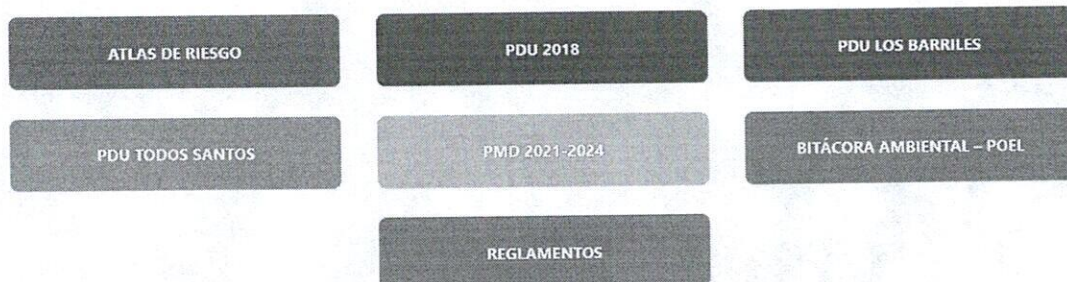 ATLAS DE RIESGO
PDU 2018
PDU LOS BARRILES
PDU TODOS SANTOS
PMD 2021-2024
BITÁCORA AMBIENTAL – POEL
REGLAMENTOS